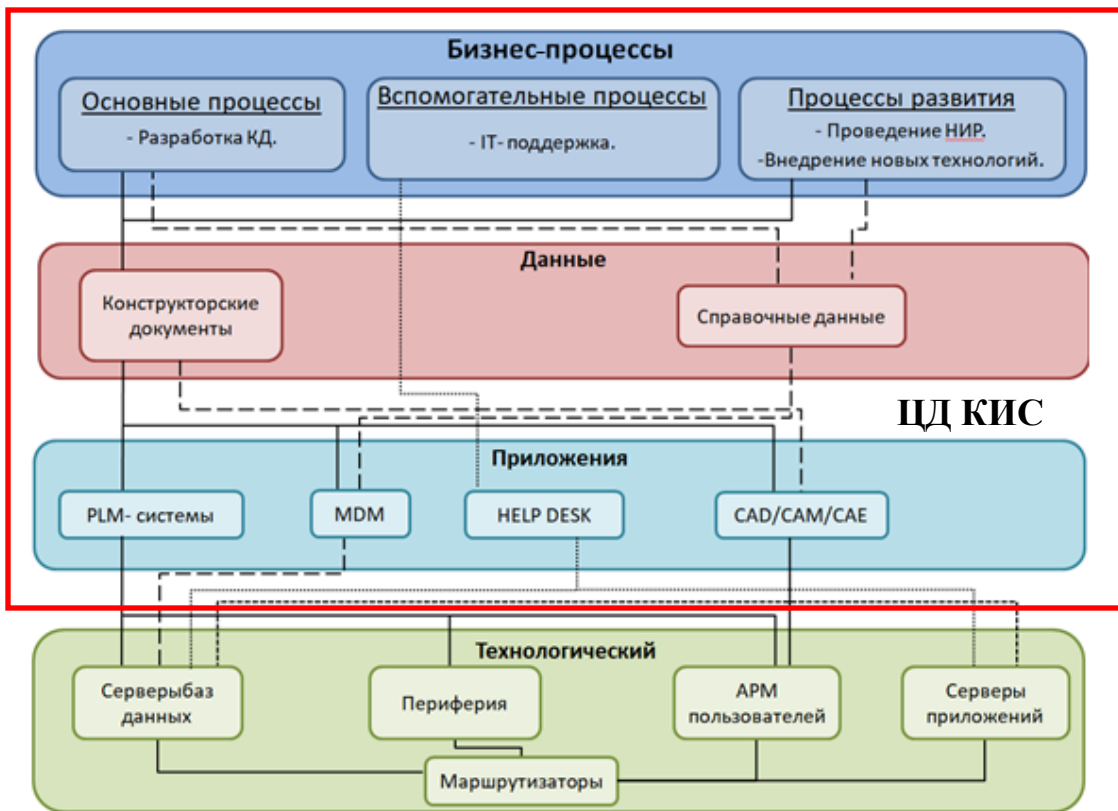 Бизнес-процессы
Основные процессы
- Разработка КД.
Вспомогательные процессы
- IT- поддержка.
Процессы развития
- Проведение НИР.
-Внедрение новых технологий.
Данные
Конструкторские
документы
Справочные данные
ЦД КИС
Приложения
PLM- системы
MDM
HELP DESK
CAD/CAM/CAE
Технологический
Серверыбаз
данных
Периферия
АРМ
пользователей
Серверы
приложений
Маршрутизаторы